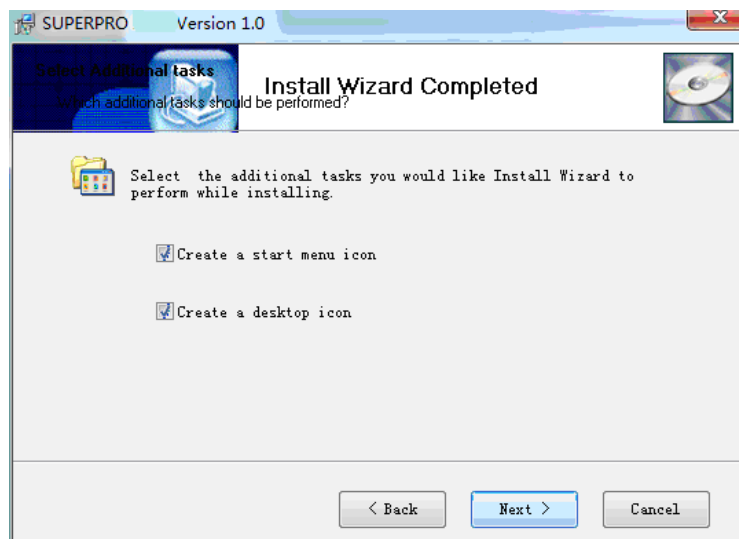 SUPERPRO Version 1.0
Select Additional tasks
Install Wizard Completed
Which additional tasks should be performed?
Select the additional tasks you would like Install Wizard to
perform while installing.
Create a start menu icon
Create a desktop icon
< Back
Next >
Cancel